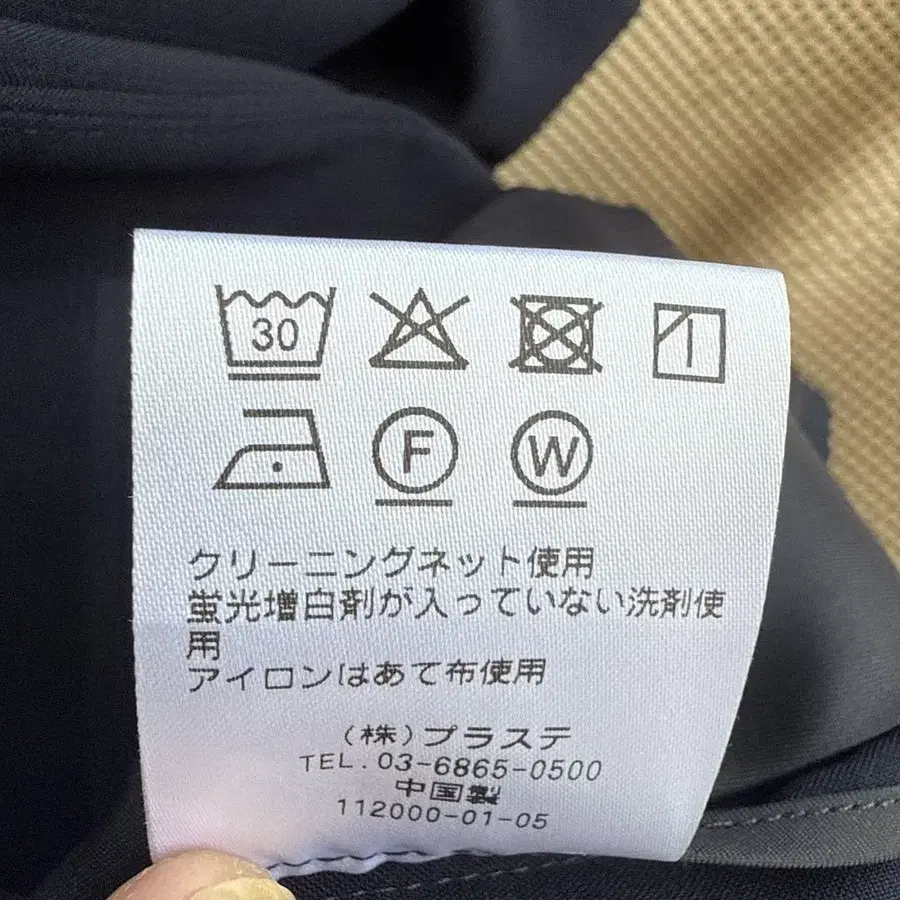 30
F W
クリーニングネット使用
蛍光増白剤が入っていない洗剤使
用
アイロンはあて布使用
(株)プラステ
TEL.03-6865-0500
中国製
112000-01-05